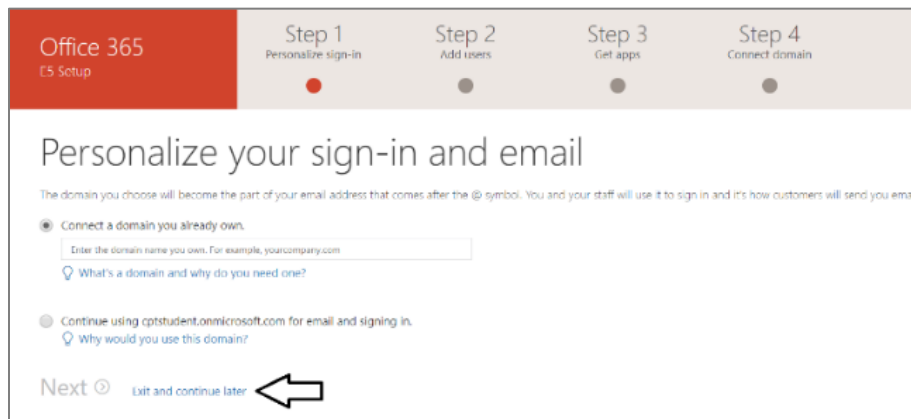 Office 365
E5 Setup
Step 1
Personalize sign-in
Step 2
Add users
Step 3
Get apps
Step 4
Connect domain
Personalize your sign-in and email
The domain you choose will become the part of your email address that comes after the @ symbol. You and your staff will use it to sign in and it's how customers will send you ema
Connect a domain you already own.
Enter the domain name you own. For example, yourcompany.com
What's a domain and why do you need one?
Continue using cptstudent.onmicrosoft.com for email and signing in.
Why would you use this domain?
Next Exit and continue later